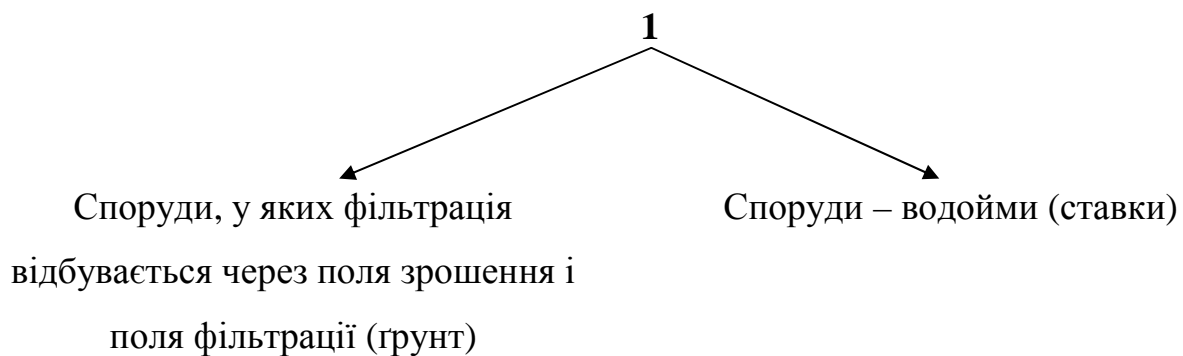 1
Споруди, у яких фільтрація
відбувається через поля зрошення і
поля фільтрації (ґрунт)
Споруди – водойми (ставки)